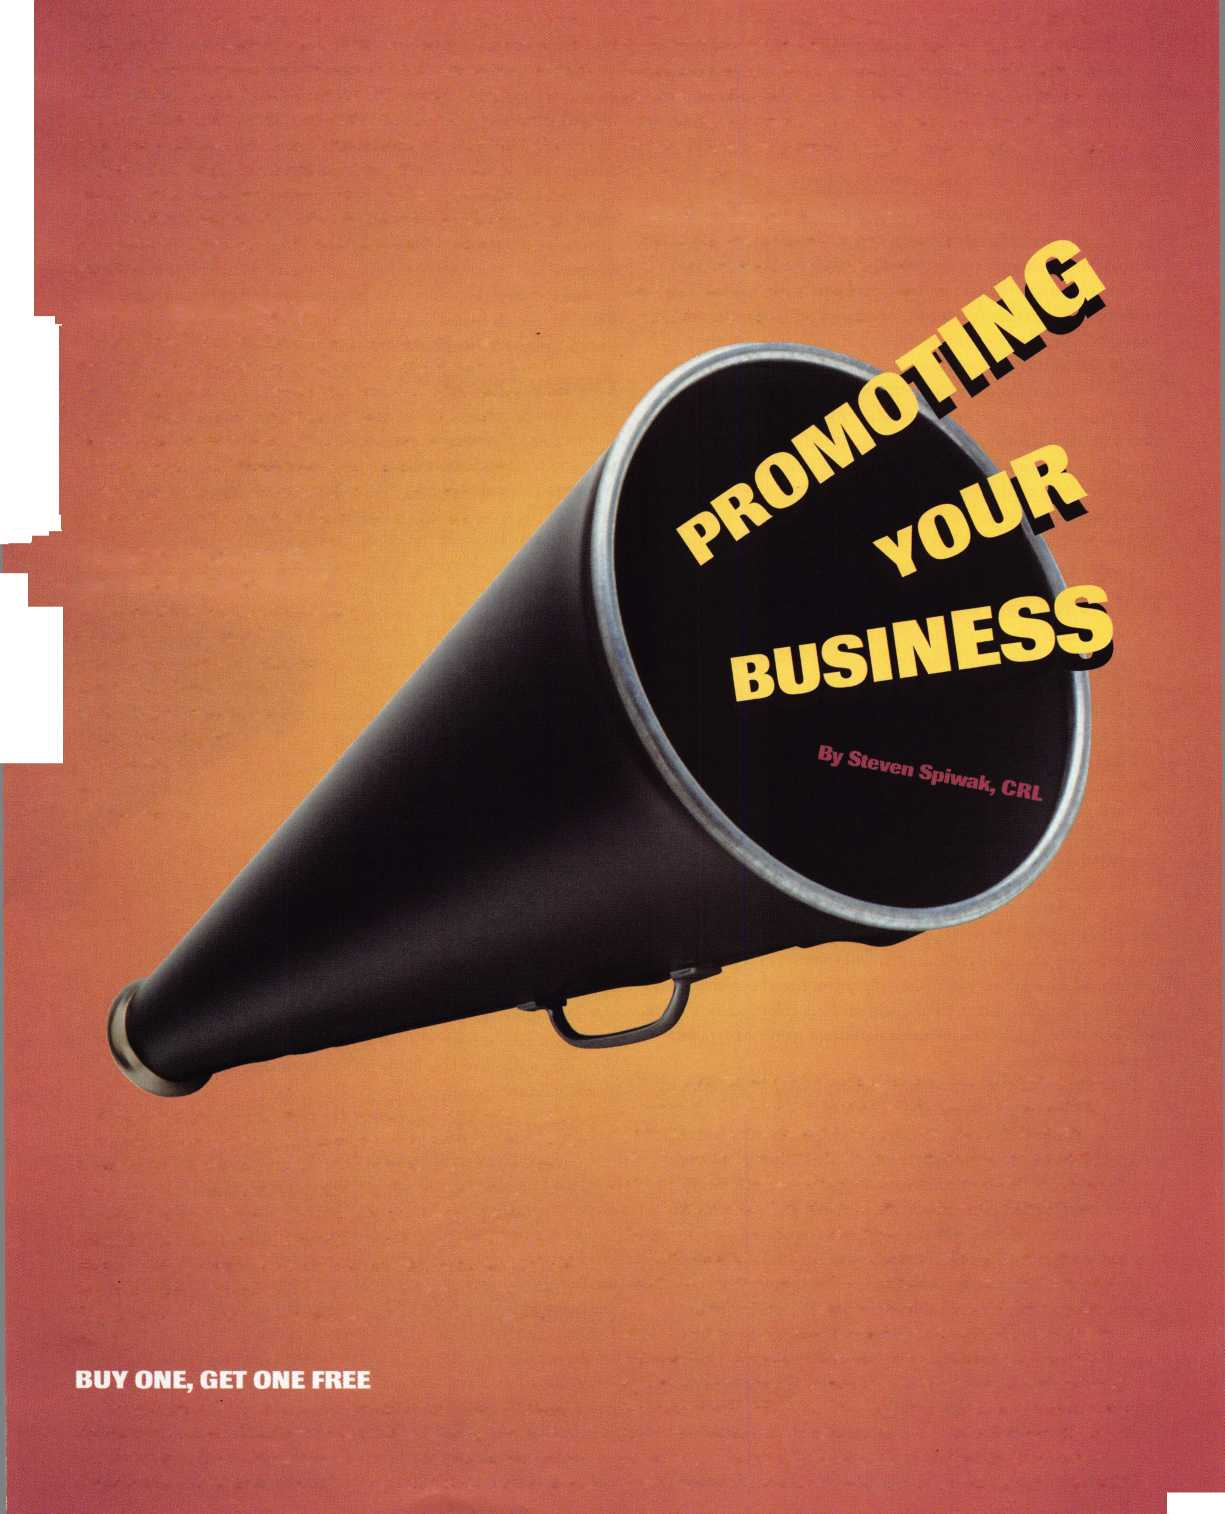 PROMOTING
YOUR
BUSINESS
By Steven Spiwak, CRL
BUY ONE, GET ONE FREE